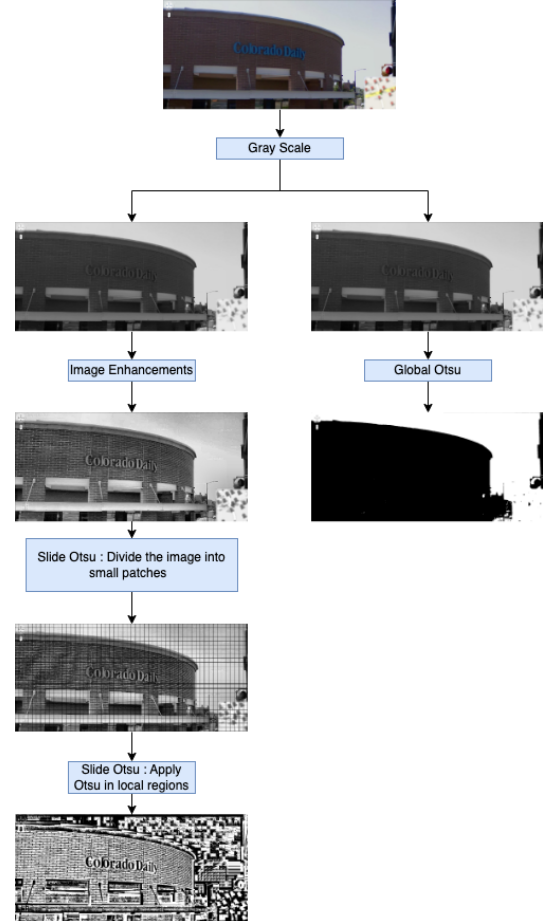 Colorado Daily
Gray Scale
Colorado Daily
Colorado Daily
Image Enhancements
Global Otsu
Colorado Daily
Slide Otsu : Divide the image into
small patches
Colorado Daily
Slide Otsu : Apply
Otsu in local regions
Colorado Daily